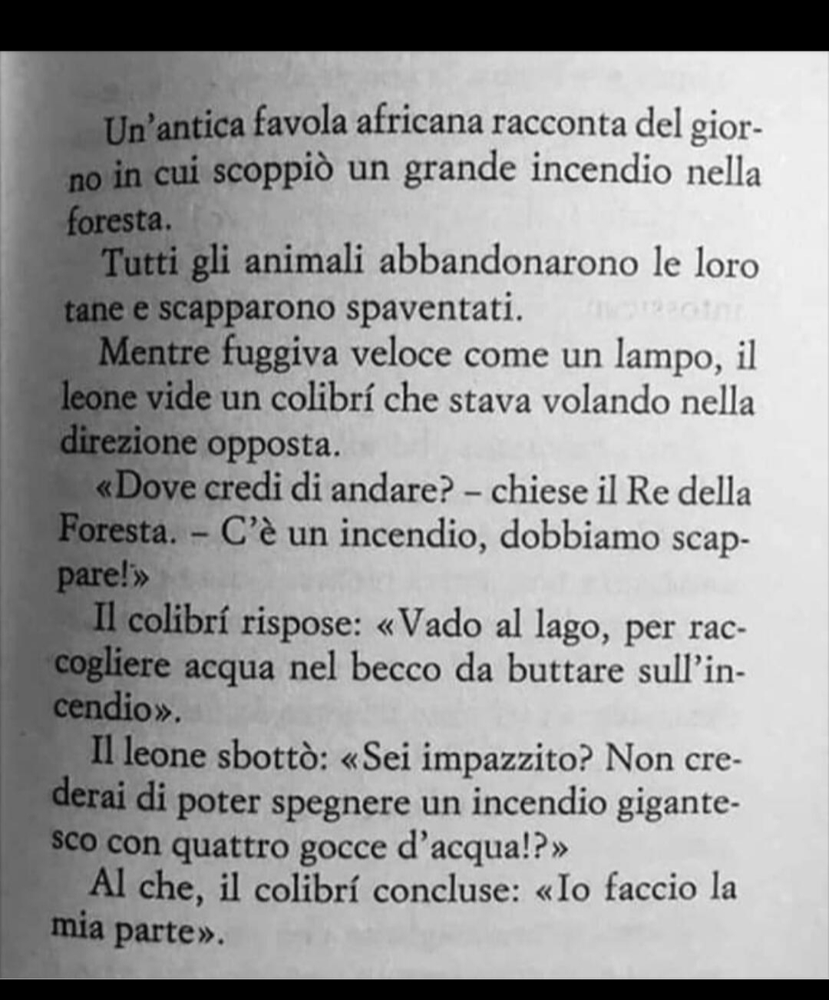 Un’antica favola africana racconta del gior-
no in cui scoppiò un grande incendio nella
foresta.
Tutti gli animali abbandonarono le loro
tane e scapparono spaventati.
Mentre fuggiva veloce come un lampo, il
leone vide un colibrí che stava volando nella
direzione opposta.
«Dove credi di andare? – chiese il Re della
Foresta. – C’è un incendio, dobbiamo scap-
pare!»
Il colibrí rispose: «Vado al lago, per rac-
cogliere acqua nel becco da buttare sull’in-
cendio».
Il leone sbottò: «Sei impazzito? Non cre-
derai di poter spegnere un incendio gigante-
sco con quattro gocce d’acqua!?»
Al che, il colibrí concluse: «Io faccio la
mia parte».